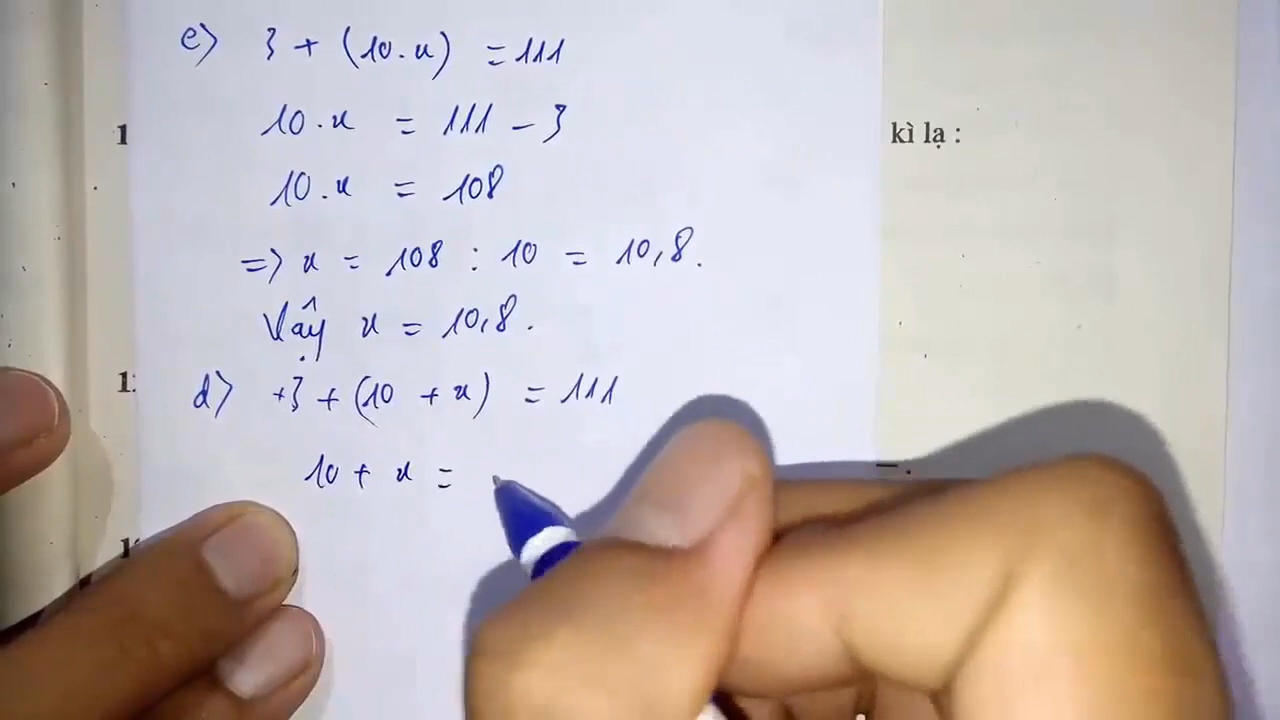 e) 3 + (10.x) = 111
10.x = 111 - 3
10.x = 108
=> x = 108 : 10 = 10,8.
Vậy x = 10,8.
d) +3 + (10 + x) = 111
10 + x =
1
kì lạ :